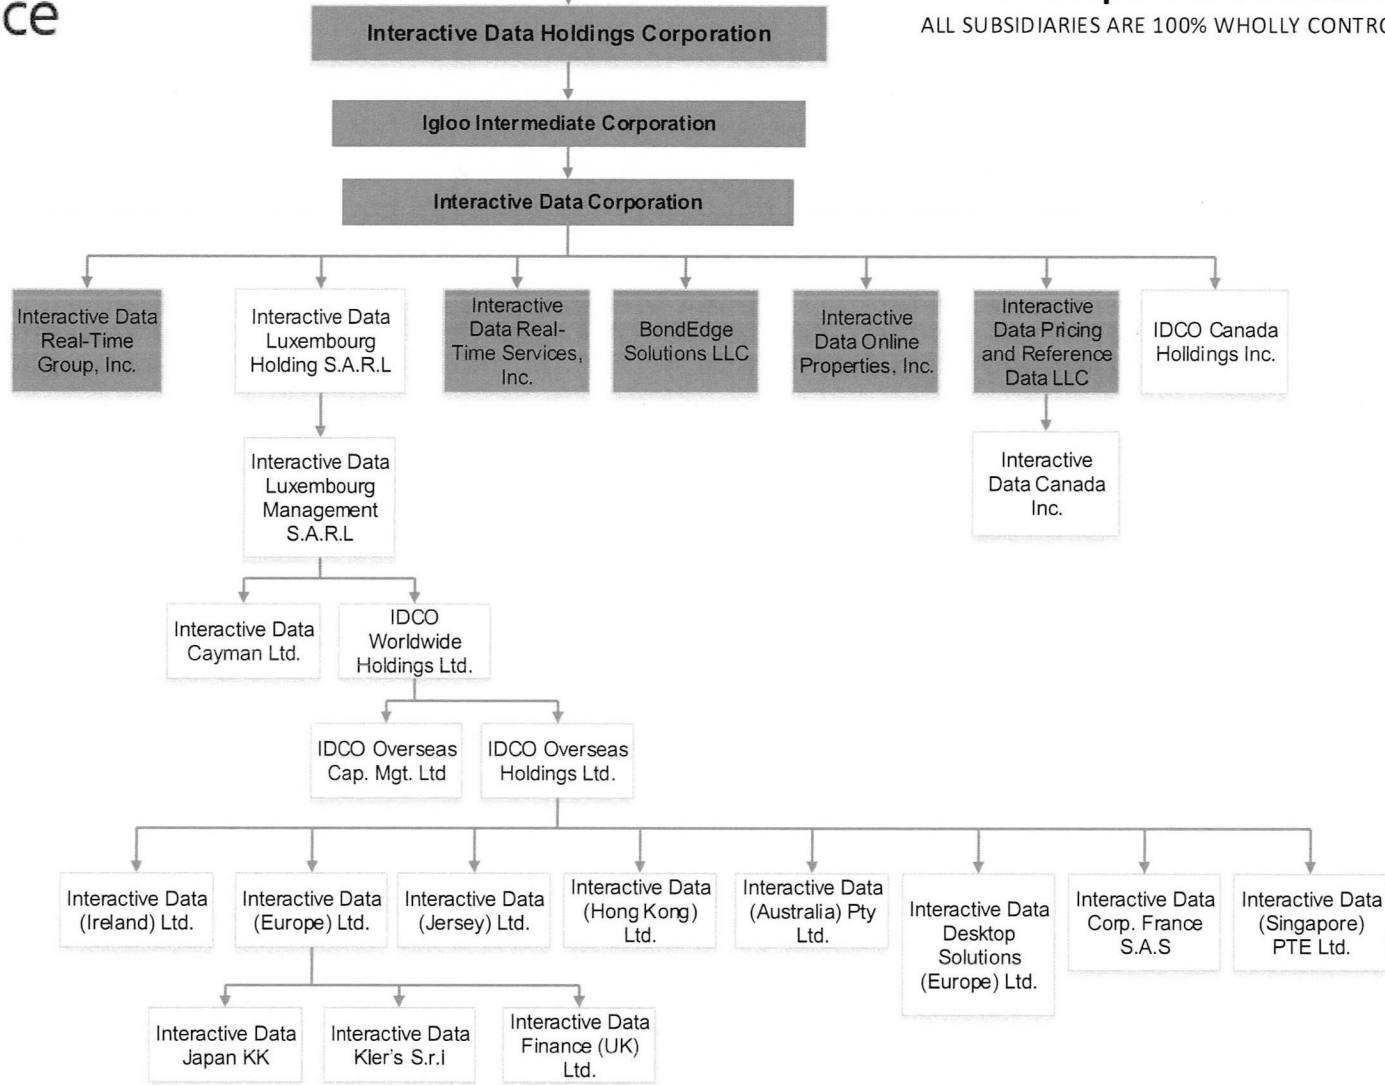 ce
ALL SUBSIDIARIES ARE 100% WHOLLY CONTRO
Interactive Data Holdings Corporation
Igloo Intermediate Corporation
Interactive Data Corporation
Interactive Data
Real-Time
Group, Inc.
Interactive Data
Luxembourg
Holding S.A.R.L
Interactive
Data Real-
Time Services,
Inc.
BondEdge
Solutions LLC
Interactive
Data Online
Properties, Inc.
Interactive
Data Pricing
and Reference
Data LLC
IDCO Canada
Holldings Inc.
Interactive Data
Luxembourg
Management
S.A.R.L
Interactive
Data Canada
Inc.
Interactive Data
Cayman Ltd.
IDCO
Worldwide
Holdings Ltd.
IDCO Overseas
Cap. Mgt. Ltd
IDCO Overseas
Holdings Ltd.
Interactive Data
(Ireland) Ltd.
Interactive Data
(Europe) Ltd.
Interactive Data
(Jersey) Ltd.
Interactive Data
(Hong Kong)
Ltd.
Interactive Data
(Australia) Pty
Ltd.
Interactive Data
Desktop
Solutions
(Europe) Ltd.
Interactive Data
Corp. France
S.A.S
Interactive Data
(Singapore)
PTE Ltd.
Interactive Data
Japan KK
Interactive Data
Kler's S.r.i
Interactive Data
Finance (UK)
Ltd.